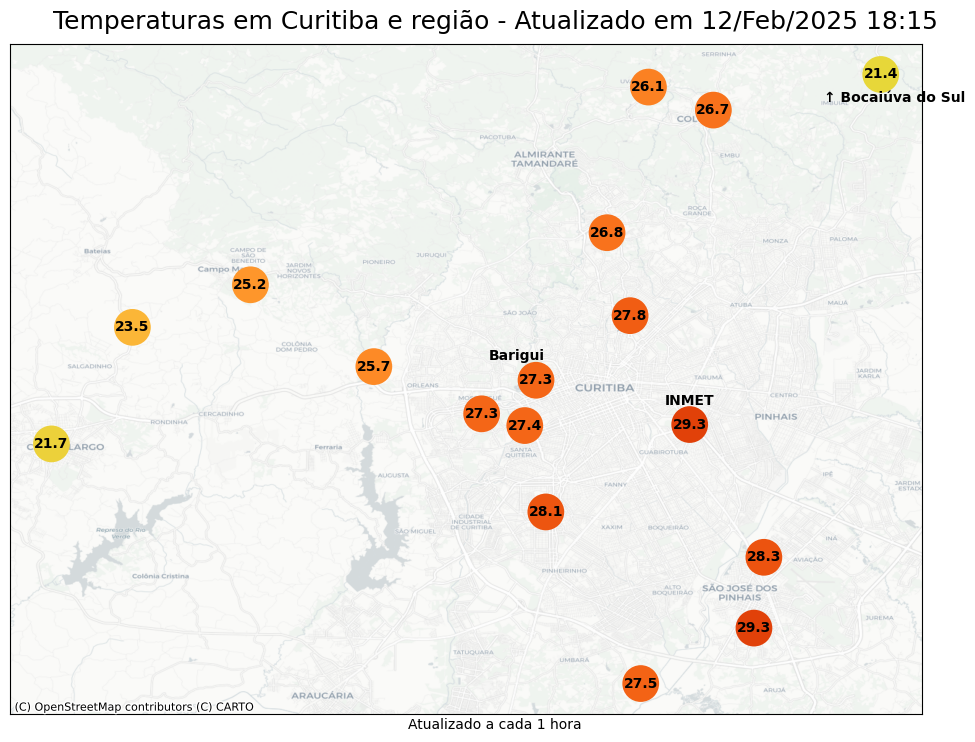 Temperaturas em Curitiba e região - Atualizado em 12/Feb/2025 18:15
SERRINHA
21.4
26.1
↑ Bocaiúva do Sul
26.7
PACOTUBA
ALMIRANTE
TAMANDARÉ
EMBU
ROÇA
GRANDE
26.8
MONZA
PALOMA
Bateias
CAMPO DE
SÃO
BENEDITO
JURUQUI
PIONEIRO
JARDIM
NOVOS
HORIZONTES
25.2
ATUBA
MAUÁ
SÃO JOÃO
27.8
23.5
COLÔNIA
DOM PEDRO
Barigui
SALGADINHO
25.7
JARDIM
KARLA
TARUMÃ
27.3
ORLEANS
CURITIBA
CENTRO
INMET
27.3
CERCADINHO
PINHAIS
RONDINHA
27.4
29.3
21.7
Ferraria
SANTA
QUITÉRIA
GUABIROTUBA
AUGUSTA
IPÊ
FANNY
JARDIM
28.1
CIDADE
INDUSTRIAL
DE CURITIBA
XAXIM
BOQUEIRÃO
SÃO MIGUEL
Represa do Rio
Verde
INÁ
28.3
AVIAÇÃO
PINHEIRINHO
Colônia Cristina
ALTO
BOQUEIRÃO
SÃO JOSÉ DOS
PINHAIS
JUREMA
29.3
TATUQUARA
UMBARÁ
27.5
ARUJÁ
ARAUCÁRIA
(C) OpenStreetMap contributors (C) CARTO
Atualizado a cada 1 hora